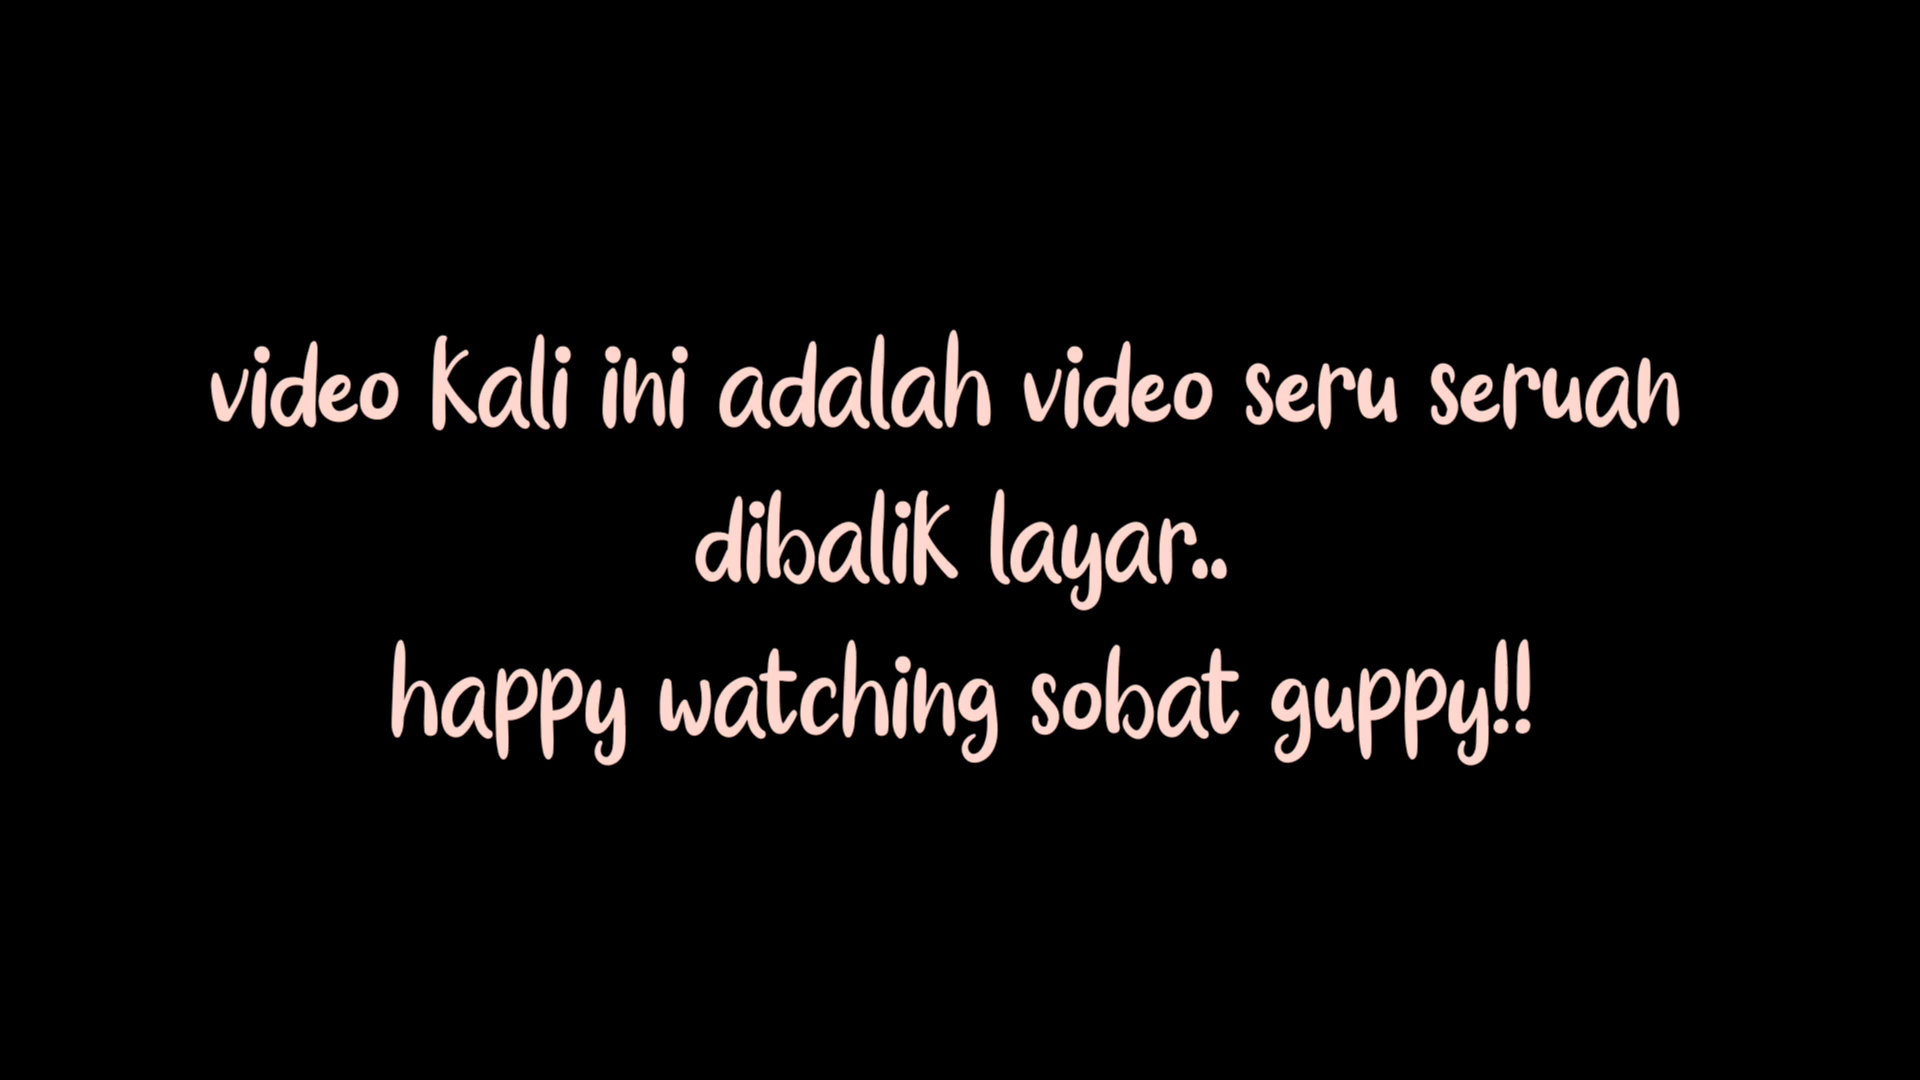 video kali ini adalah video seru seruan
dibalik layar..
happy watching sobat guppy!!